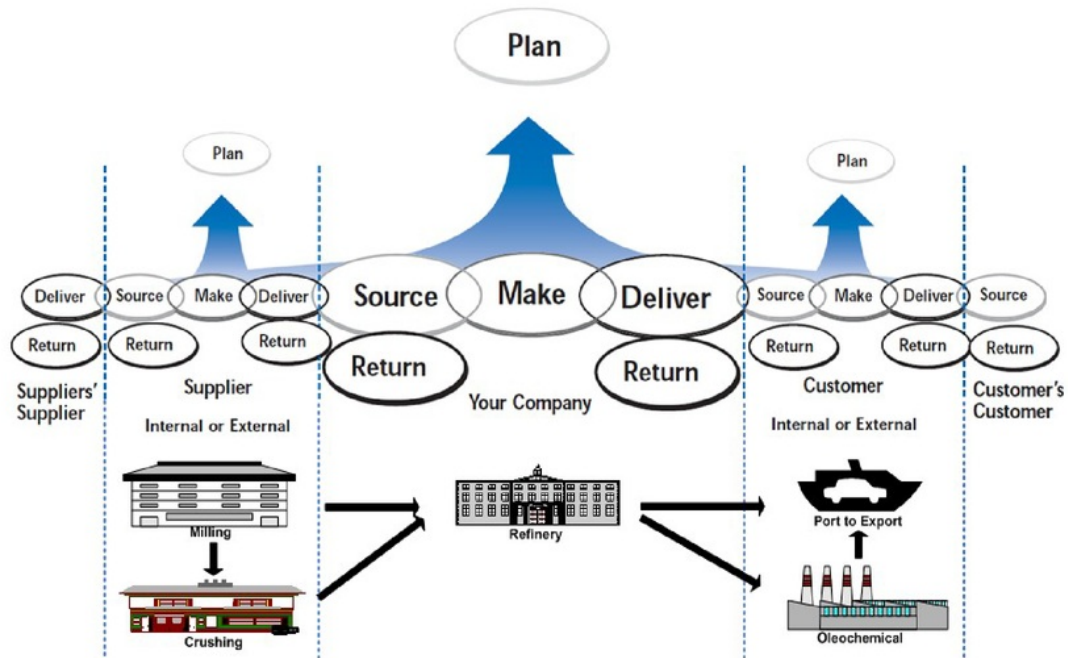 Plan
Plan
Plan
Deliver Source Make Deliver Source Make Deliver Source Make Deliver Source
Return Return Return Return Return Return Return Return
Suppliers'
Supplier
Supplier
Your Company
Customer
Customer's
Customer
Internal or External
Internal or External
Milling
Refinery
Port to Export
Crushing
Oleochemical